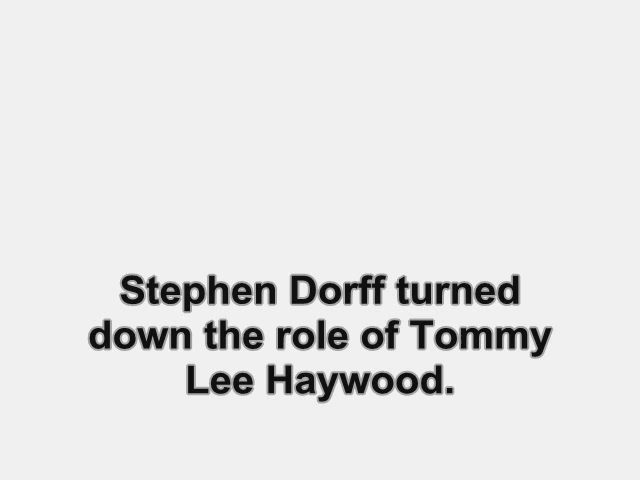 Stephen Dorff turned
down the role of Tommy
Lee Haywood.